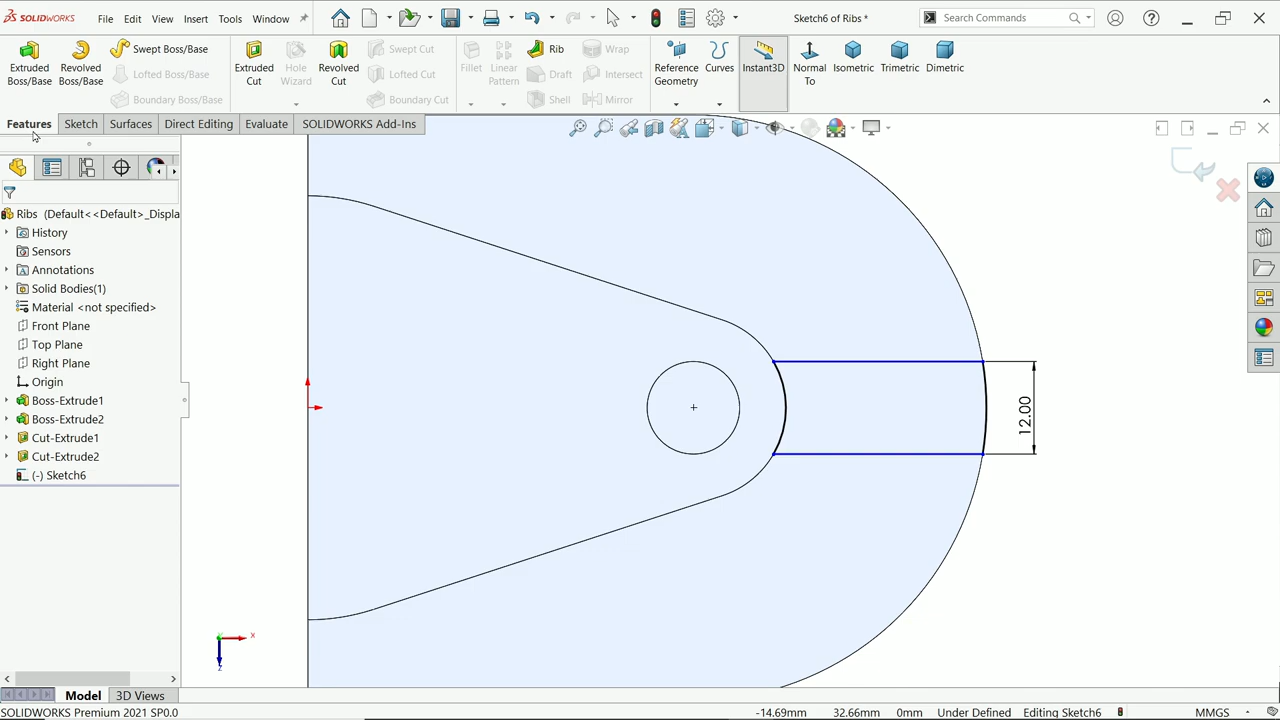 SOLIDWORKS File Edit View Insert Tools Window Sketch6 of Ribs * Search Commands
Extruded Boss/Base
Revolved Boss/Base
Swept Boss/Base
Lofted Boss/Base
Boundary Boss/Base
Extruded Cut
Hole Wizard
Revolved Cut
Swept Cut
Lofted Cut
Boundary Cut
Fillet
Linear Pattern
Rib
Draft
Shell
Wrap
Intersect
Mirror
Reference Geometry
Curves
Instant3D
Normal To
Isometric
Trimetric
Dimetric
Features Sketch Surfaces Direct Editing Evaluate SOLIDWORKS Add-Ins
Ribs (Default<<Default>_Displa
History
Sensors
Annotations
Solid Bodies(1)
Material <not specified>
Front Plane
Top Plane
Right Plane
Origin
Boss-Extrude1
Boss-Extrude2
Cut-Extrude1
Cut-Extrude2
(-) Sketch6
12.00
Y
X
Z
Model 3D Views
SOLIDWORKS Premium 2021 SP0.0 -14.69mm 32.66mm 0mm Under Defined Editing Sketch6 MMGS